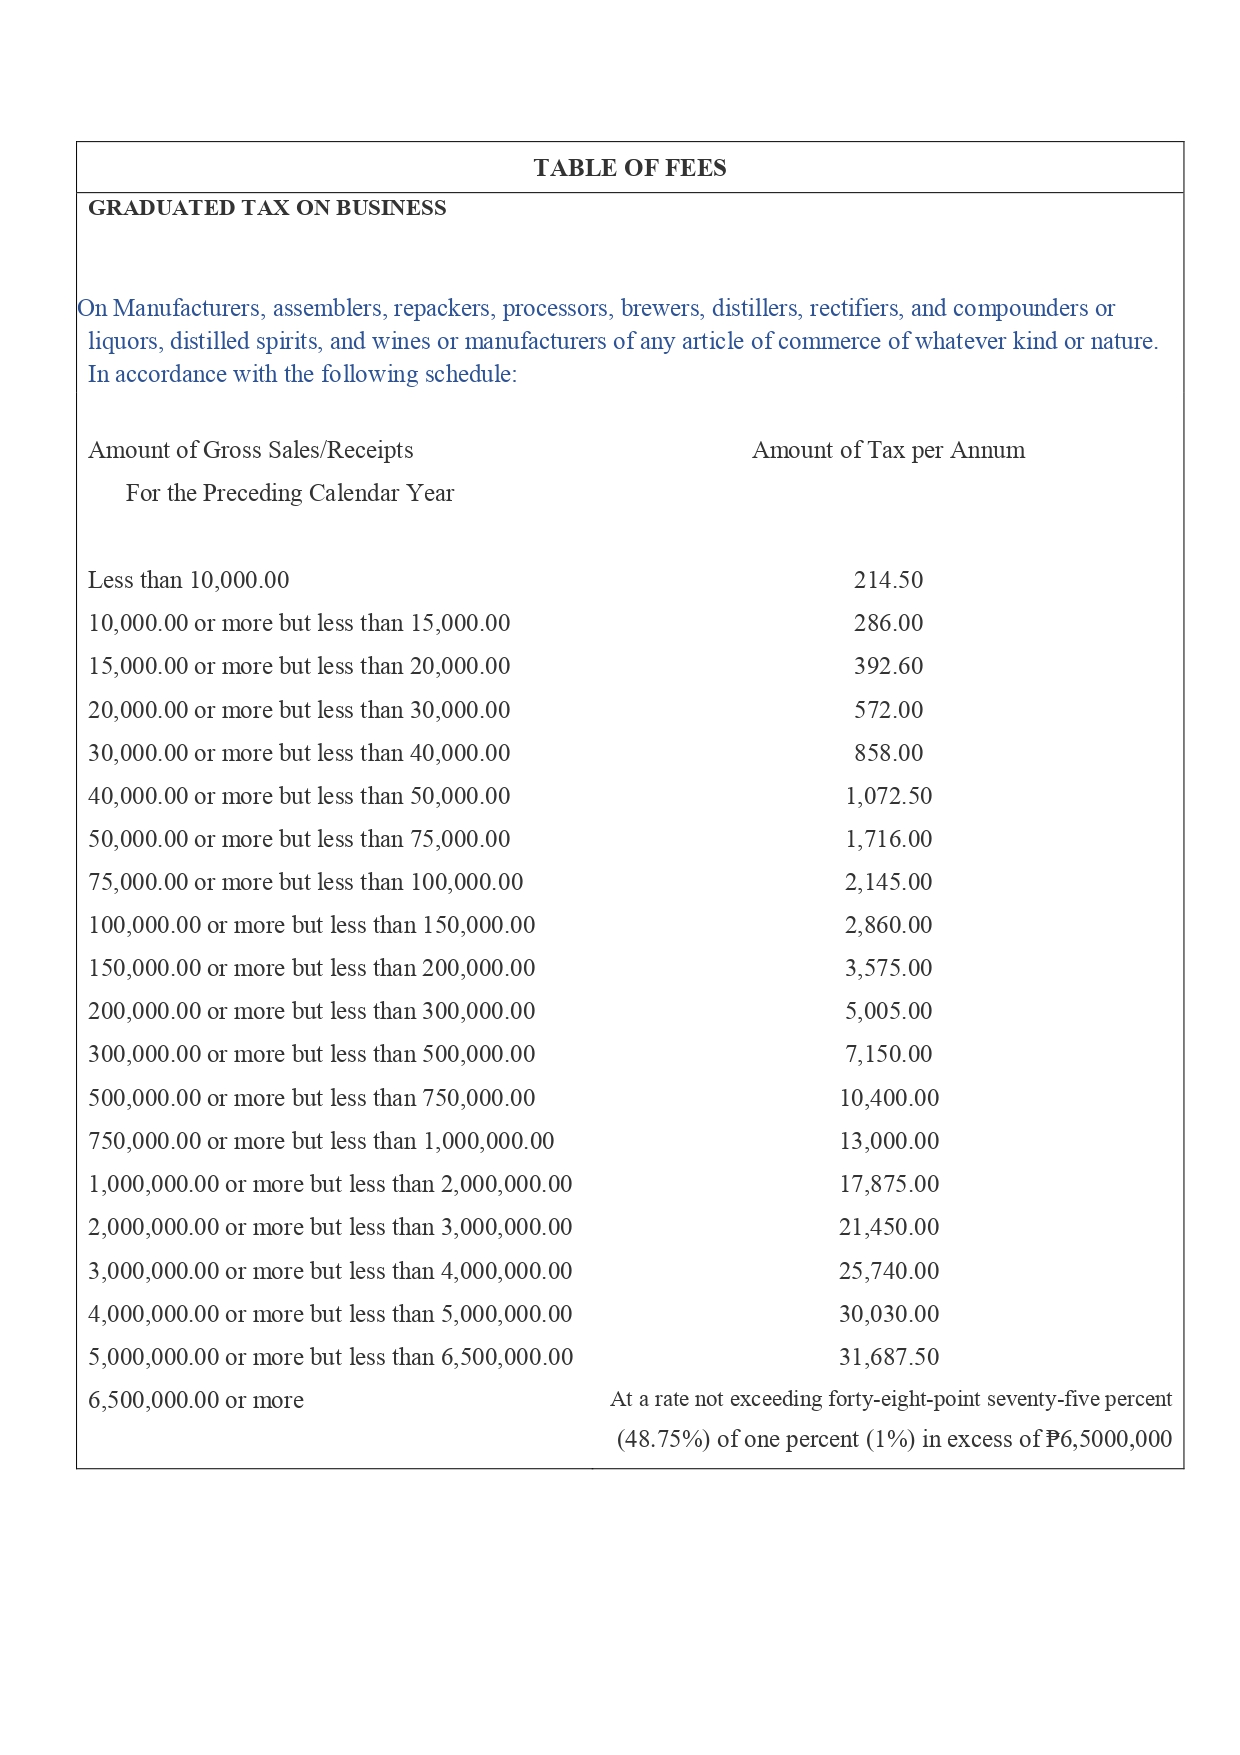 TABLE OF FEES
GRADUATED TAX ON BUSINESS
On Manufacturers, assemblers, repackers, processors, brewers, distillers, rectifiers, and compounders or
liquors, distilled spirits, and wines or manufacturers of any article of commerce of whatever kind or nature.
In accordance with the following schedule:
Amount of Gross Sales/Receipts Amount of Tax per Annum
For the Preceding Calendar Year
Less than 10,000.00 214.50
10,000.00 or more but less than 15,000.00 286.00
15,000.00 or more but less than 20,000.00 392.60
20,000.00 or more but less than 30,000.00 572.00
30,000.00 or more but less than 40,000.00 858.00
40,000.00 or more but less than 50,000.00 1,072.50
50,000.00 or more but less than 75,000.00 1,716.00
75,000.00 or more but less than 100,000.00 2,145.00
100,000.00 or more but less than 150,000.00 2,860.00
150,000.00 or more but less than 200,000.00 3,575.00
200,000.00 or more but less than 300,000.00 5,005.00
300,000.00 or more but less than 500,000.00 7,150.00
500,000.00 or more but less than 750,000.00 10,400.00
750,000.00 or more but less than 1,000,000.00 13,000.00
1,000,000.00 or more but less than 2,000,000.00 17,875.00
2,000,000.00 or more but less than 3,000,000.00 21,450.00
3,000,000.00 or more but less than 4,000,000.00 25,740.00
4,000,000.00 or more but less than 5,000,000.00 30,030.00
5,000,000.00 or more but less than 6,500,000.00 31,687.50
6,500,000.00 or more At a rate not exceeding forty-eight-point seventy-five percent
(48.75%) of one percent (1%) in excess of ₱6,5000,000